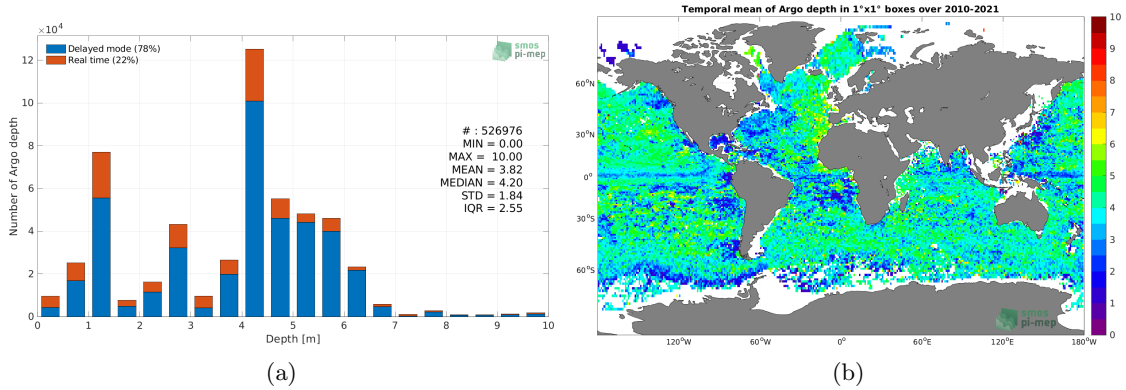 ×10⁴
Delayed mode (78%)
Real time (22%)
smos
pi-mep
12
10
8
6
4
2
0
Number of Argo depth
# : 526976
MIN = 0.00
MAX = 10.00
MEAN = 3.82
MEDIAN = 4.20
STD = 1.84
IQR = 2.55
0 1 2 3 4 5 6 7 8 9 10
Depth [m]
(a)
Temporal mean of Argo depth in 1°x1° boxes over 2010-2021
60°N
30°N
0°
30°S
60°S
120°W 60°W 0° 60°E 120°E 180°W
smos
pi-mep
10
9
8
7
6
5
4
3
2
1
0
(b)